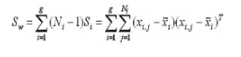 S_w = \sum_{i=1}^{g} (N_i - 1) S_i = \sum_{i=1}^{g} \sum_{j=1}^{N_i} (x_{i,j} - \bar{x}_i)(x_{i,j} - \bar{x}_i)^T